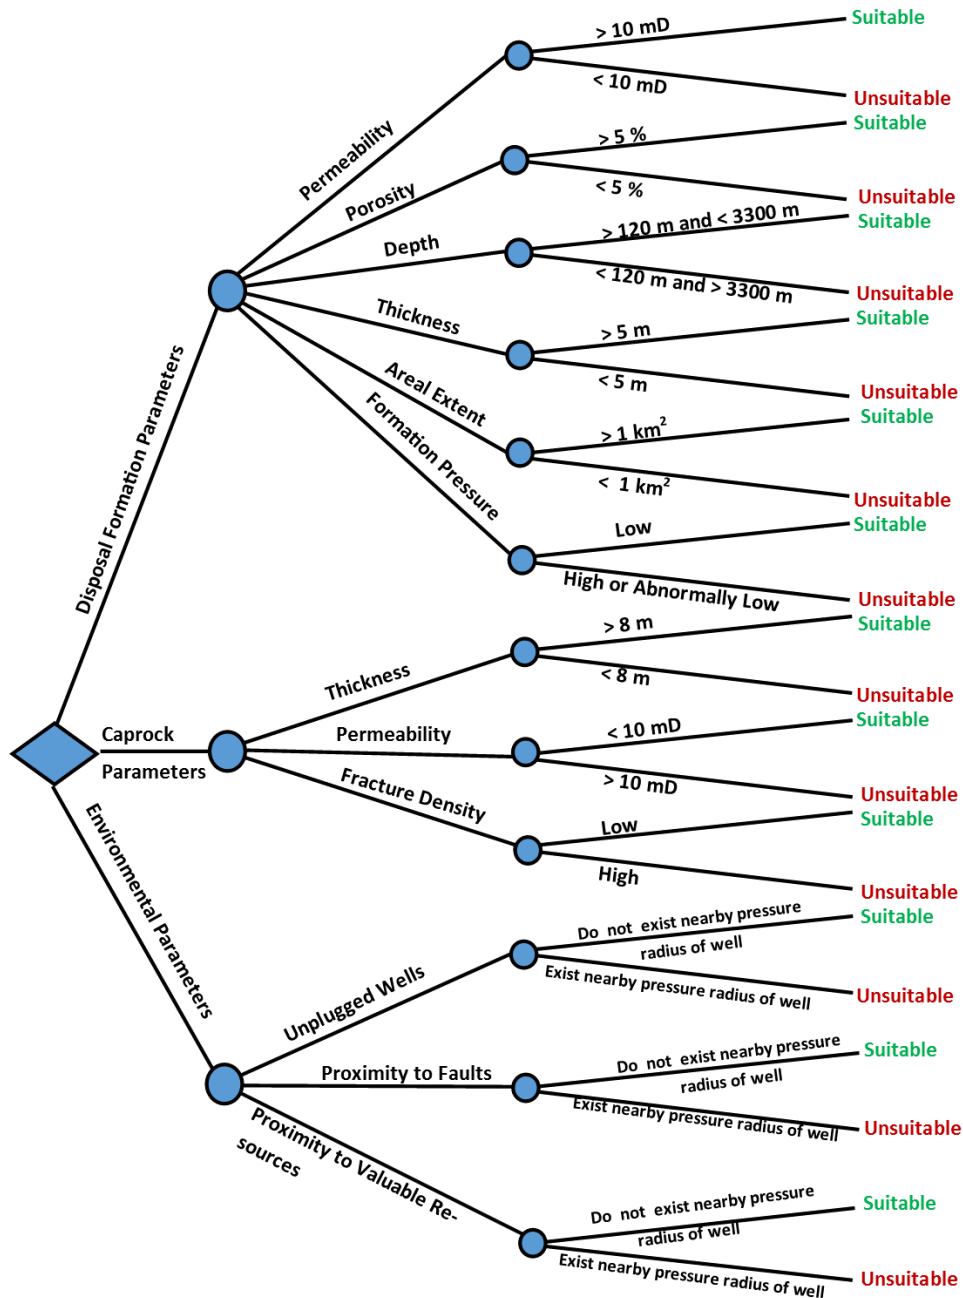 Suitable
> 10 mD
< 10 mD
Unsuitable
Permeability
Suitable
> 5 %
< 5 %
Unsuitable
Porosity
Suitable
> 120 m and < 3300 m
< 120 m and > 3300 m
Unsuitable
Depth
Suitable
> 5 m
< 5 m
Unsuitable
Thickness
Suitable
> 1 km²
< 1 km²
Unsuitable
Areal Extent
Suitable
Low
High or Abnormally Low
Unsuitable
Formation Pressure
Disposal Formation Parameters
Suitable
> 8 m
< 8 m
Unsuitable
Thickness
Suitable
< 10 mD
> 10 mD
Unsuitable
Permeability
Suitable
Low
High
Unsuitable
Fracture Density
Caprock
Parameters
Suitable
Do not exist nearby pressure
radius of well
Exist nearby pressure radius of well
Unsuitable
Unplugged Wells
Suitable
Do not exist nearby pressure
radius of well
Exist nearby pressure radius of well
Unsuitable
Proximity to Faults
Suitable
Do not exist nearby pressure
radius of well
Exist nearby pressure radius of well
Unsuitable
Proximity to Valuable Re-
sources
Environmental Parameters